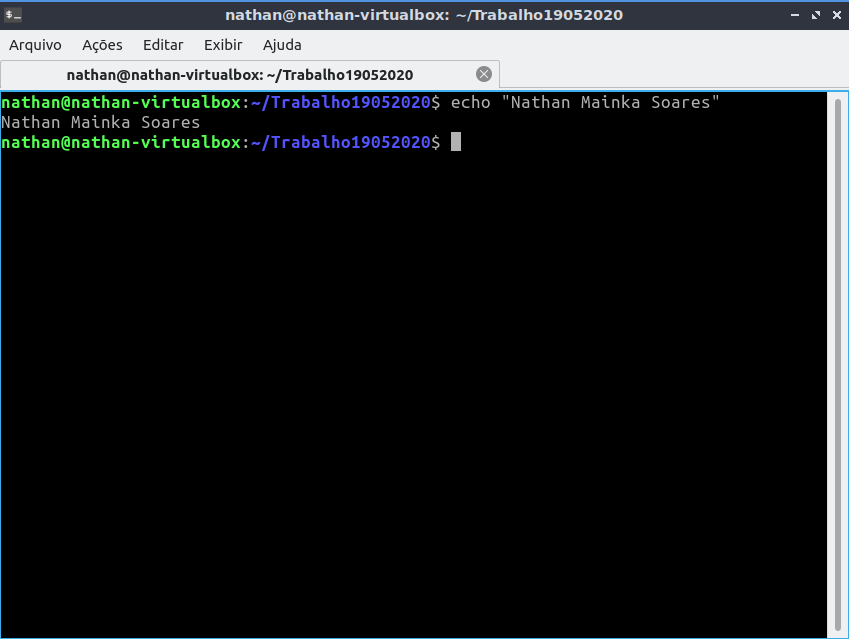 nathan@nathan-virtualbox: ~/Trabalho19052020
Arquivo Ações Editar Exibir Ajuda
nathan@nathan-virtualbox: ~/Trabalho19052020
nathan@nathan-virtualbox:~/Trabalho19052020$ echo "Nathan Mainka Soares"
Nathan Mainka Soares
nathan@nathan-virtualbox:~/Trabalho19052020$